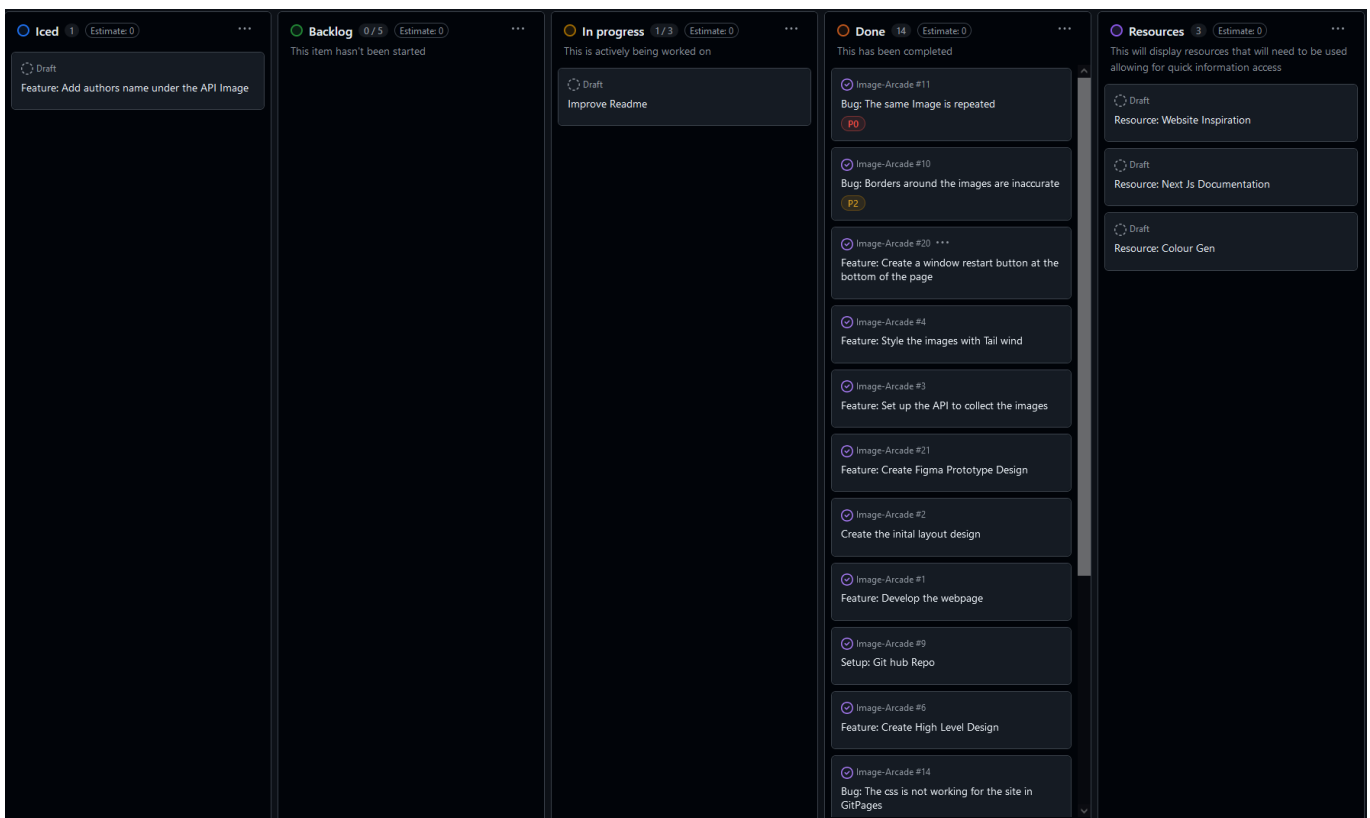 Iced 1 Estimate: 0
Draft
Feature: Add authors name under the API Image
Backlog 0 / 5 Estimate: 0
This item hasn't been started
In progress 1 / 3 Estimate: 0
This is actively being worked on
Draft
Improve Readme
Done 14 Estimate: 0
This has been completed
Image-Arcade #11
Bug: The same Image is repeated
P0
Image-Arcade #10
Bug: Borders around the images are inaccurate
P2
Image-Arcade #20
Feature: Create a window restart button at the
bottom of the page
Image-Arcade #4
Feature: Style the images with Tail wind
Image-Arcade #3
Feature: Set up the API to collect the images
Image-Arcade #21
Feature: Create Figma Prototype Design
Image-Arcade #2
Create the inital layout design
Image-Arcade #1
Feature: Develop the webpage
Image-Arcade #9
Setup: Git hub Repo
Image-Arcade #6
Feature: Create High Level Design
Image-Arcade #14
Bug: The css is not working for the site in
GitPages
Resources 3 Estimate: 0
This will display resources that will need to be used
allowing for quick information access
Draft
Resource: Website Inspiration
Draft
Resource: Next Js Documentation
Draft
Resource: Colour Gen